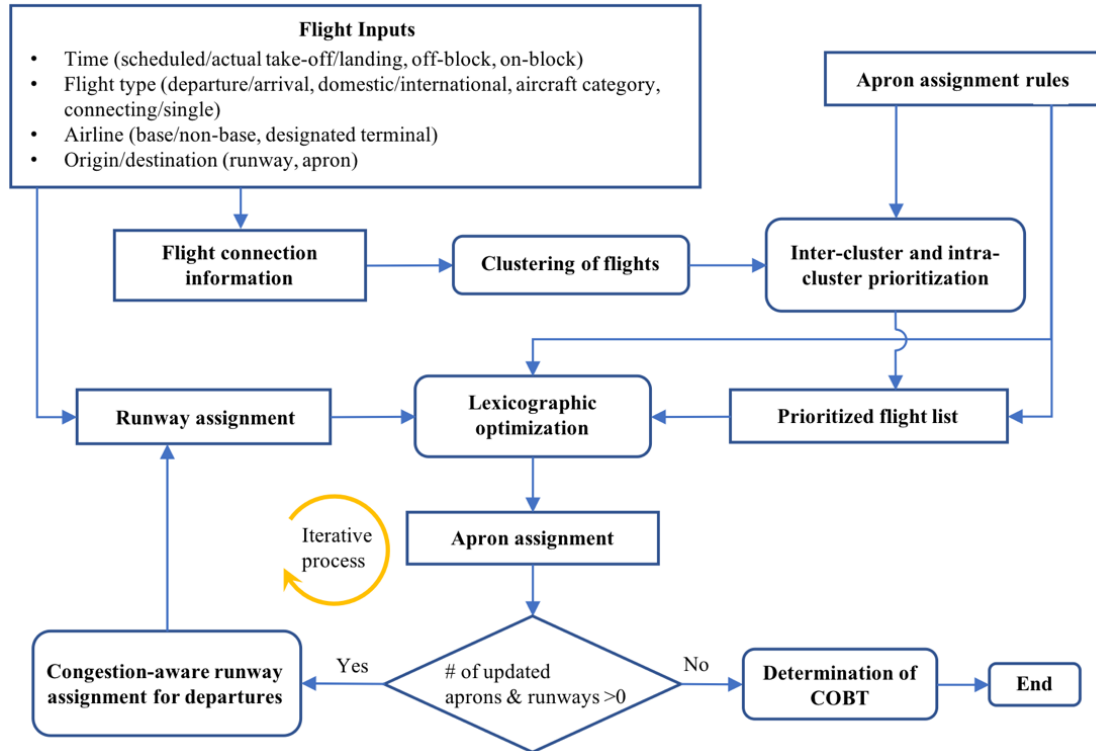 Flight Inputs
• Time (scheduled/actual take-off/landing, off-block, on-block)
• Flight type (departure/arrival, domestic/international, aircraft category,
connecting/single)
• Airline (base/non-base, designated terminal)
• Origin/destination (runway, apron)
Apron assignment rules
Flight connection
information
Clustering of flights
Inter-cluster and intra-
cluster prioritization
Runway assignment
Lexicographic
optimization
Prioritized flight list
Iterative
process
Apron assignment
Congestion-aware runway
assignment for departures
Yes
# of updated
aprons & runways >0
No
Determination of
COBT
End